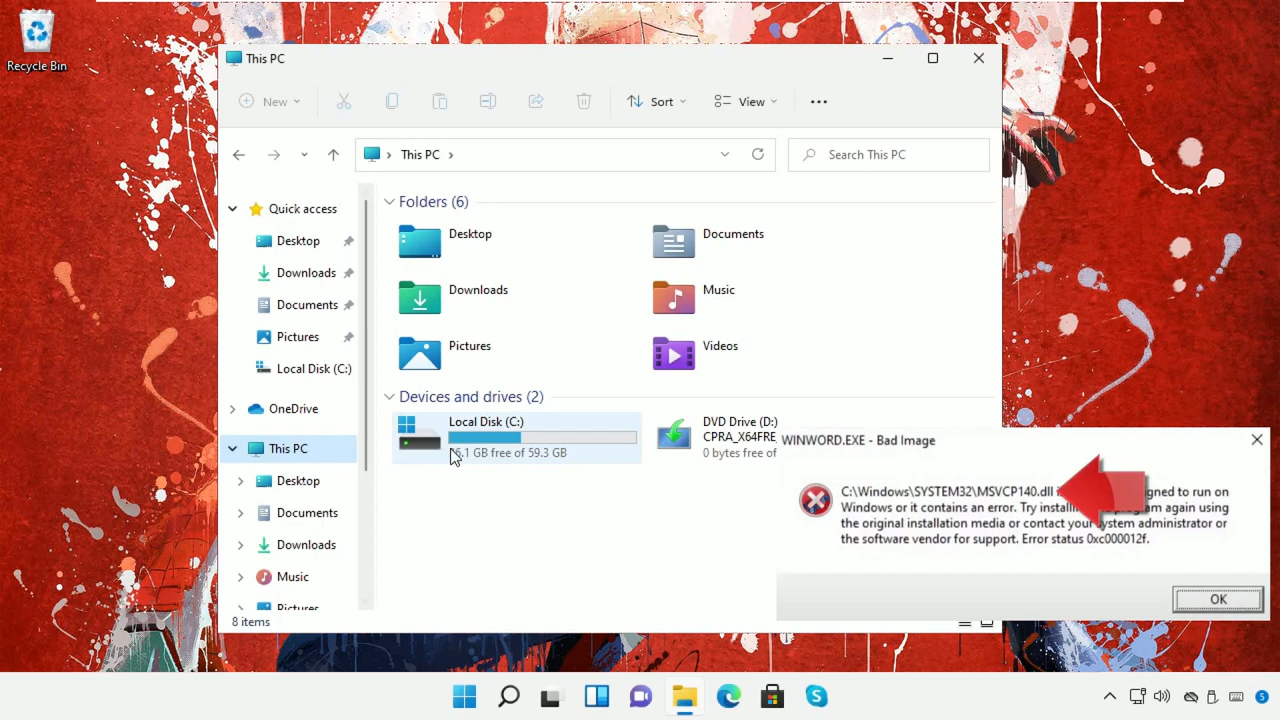 Recycle Bin
This PC
New
Sort
View
This PC
Search This PC
Quick access
Desktop
Downloads
Documents
Pictures
Local Disk (C:)
OneDrive
This PC
Desktop
Documents
Downloads
Music
Pictures
8 items
Folders (6)
Desktop
Documents
Downloads
Music
Pictures
Videos
Devices and drives (2)
Local Disk (C:)
GB free of 59.3 GB
DVD Drive (D:)
CPRA_X64FRE
0 bytes free of
WINWORD.EXE - Bad Image
C:\Windows\SYSTEM32\MSVCP140.dll to run on
Windows or it contains an error. Try program again using
the original installation media or contact your system administrator or
the software vendor for support. Error status 0xc000012f.
OK
5